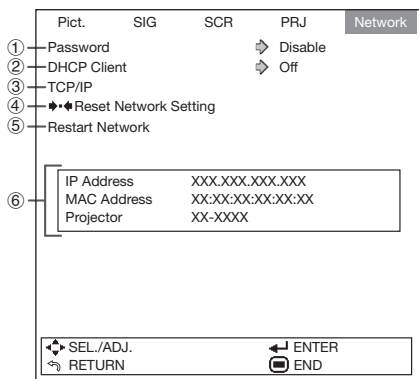 Pict. SIG SCR PRJ Network
① Password Disable
② DHCP Client Off
③ TCP/IP
④ Reset Network Setting
⑤ Restart Network
⑥
IP Address XXX.XXX.XXX.XXX
MAC Address XX:XX:XX:XX:XX:XX
Projector XX-XXXX
SEL./ADJ. ENTER
RETURN END